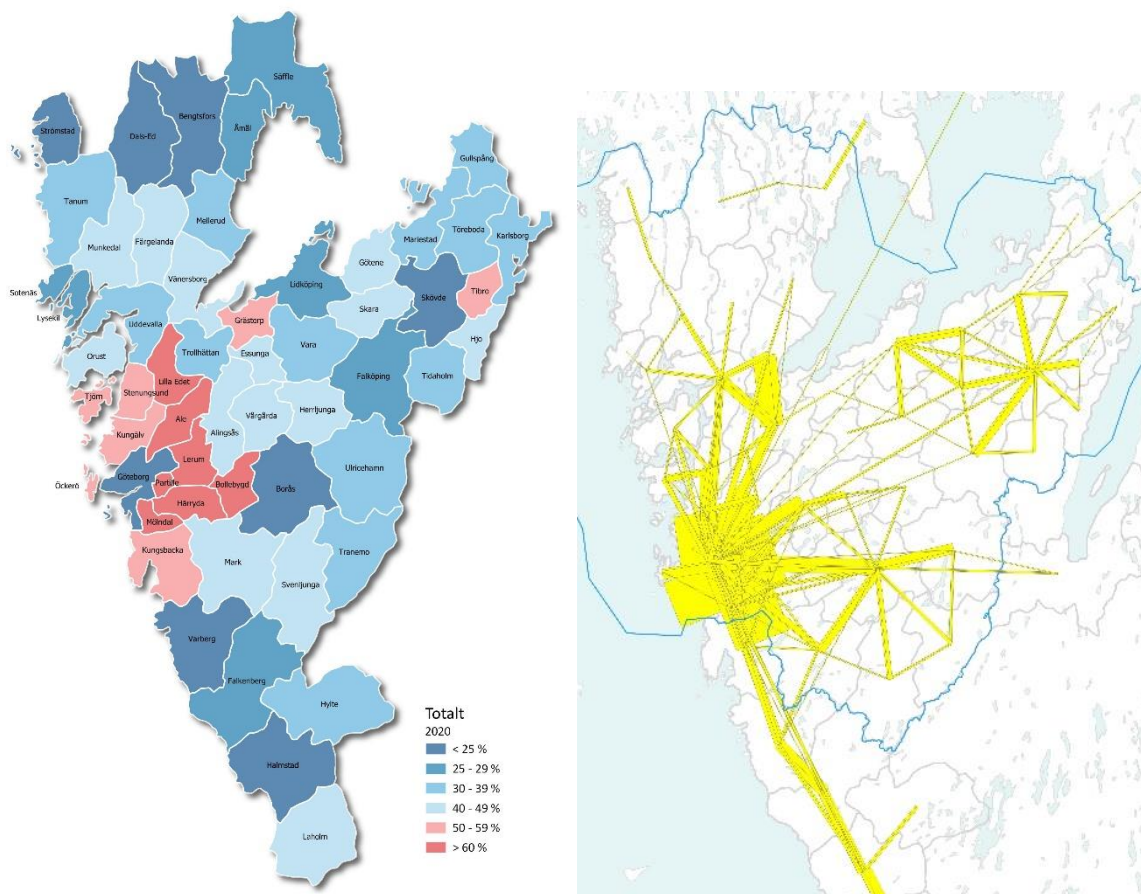 Säffle
Strömstad
Dals-Ed
Bengtsfors
Åmål
Gullspång
Tanum
Mellerud
Munkedal
Färgelanda
Mariestad
Töreboda
Karlsborg
Götene
Vänersborg
Lidköping
Skövde
Tibro
Sotenäs
Skara
Lysekil
Grästorp
Uddevalla
Hjo
Orust
Trollhättan
Essunga
Vara
Tidaholm
Falköping
Lilla Edet
Stenungsund
Tjörn
Ale
Vårgårda
Herrljunga
Kungälv
Alingsås
Lerum
Ulricehamn
Göteborg
Öckerö
Partille
Bollebygd
Borås
Härryda
Mölndal
Kungsbacka
Mark
Tranemo
Svenljunga
Varberg
Falkenberg
Hylte
Halmstad
Laholm
Totalt
2020
< 25 %
25 - 29 %
30 - 39 %
40 - 49 %
50 - 59 %
> 60 %